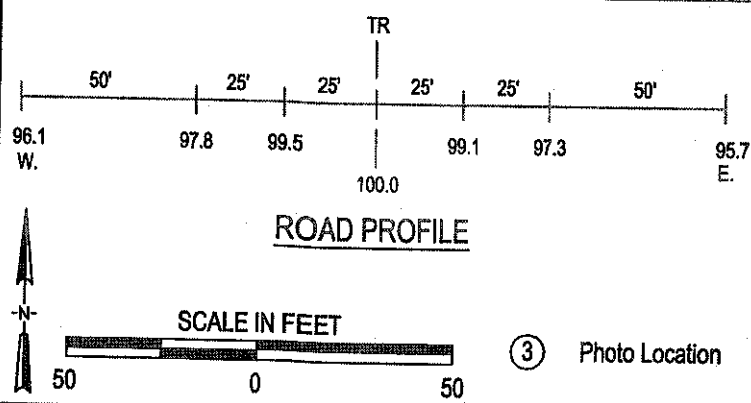 TR
50' 25' 25' 25' 25' 50'
96.1 97.8 99.5 99.1 97.3 95.7
W. E.
100.0
ROAD PROFILE
-N-
SCALE IN FEET
3 Photo Location
50 0 50